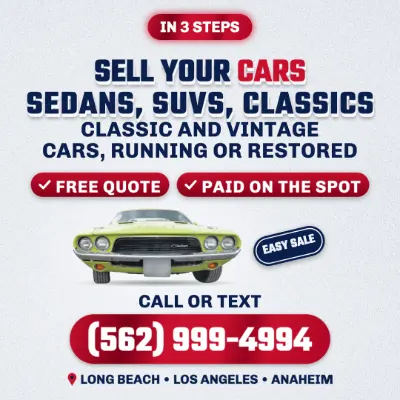 IN 3 STEPS
SELL YOUR CARS
SEDANS, SUVS, CLASSICS
CLASSIC AND VINTAGE
CARS, RUNNING OR RESTORED
FREE QUOTE
PAID ON THE SPOT
EASY SALE
CALL OR TEXT
(562) 999-4994
LONG BEACH • LOS ANGELES • ANAHEIM